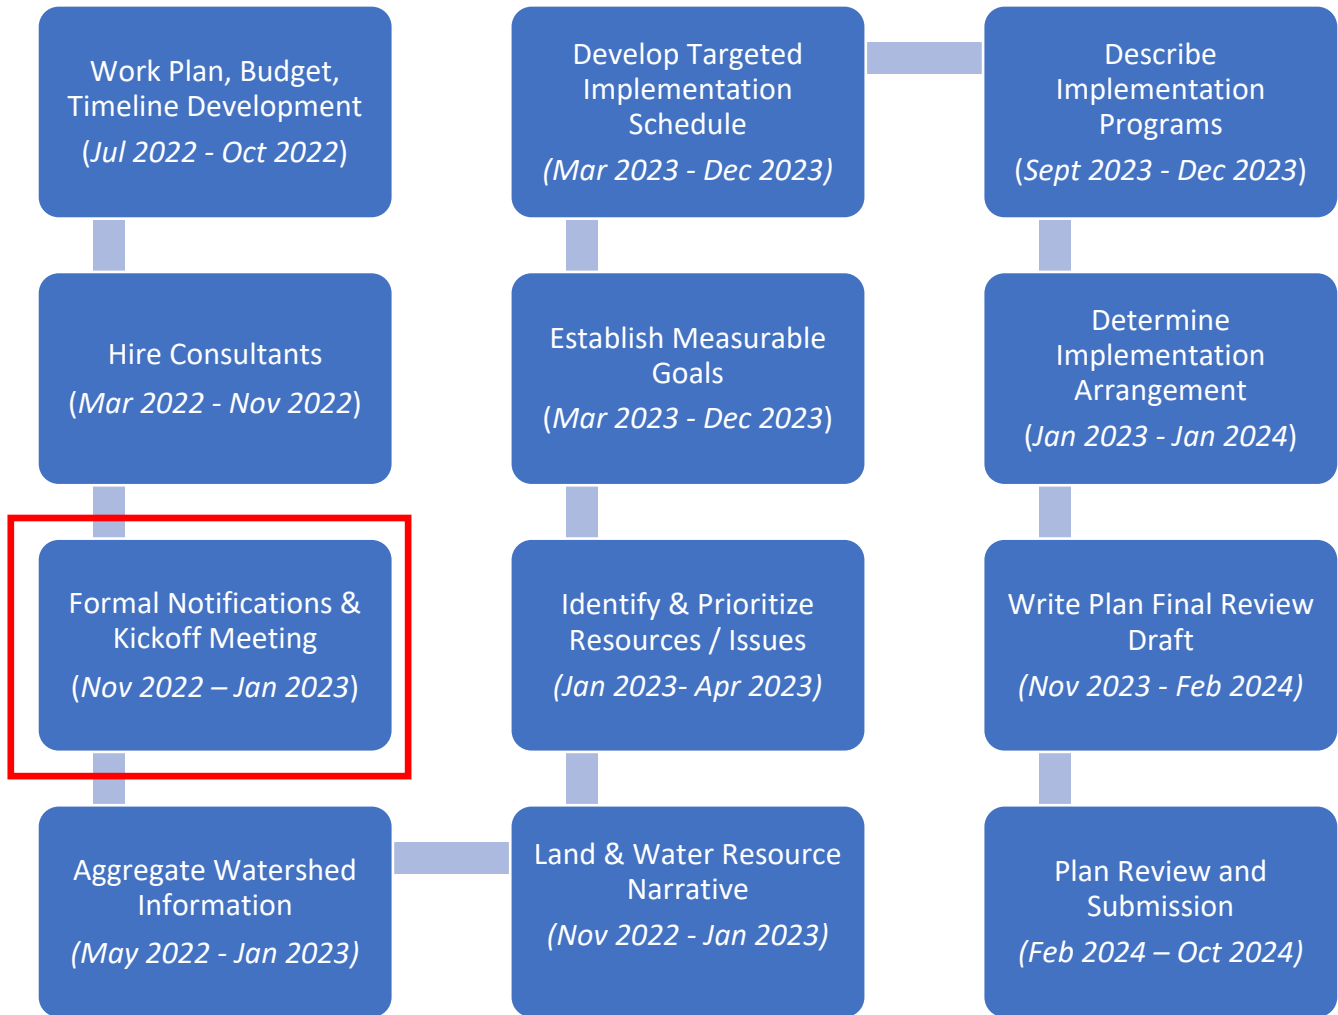 Work Plan, Budget,
Timeline Development
(Jul 2022 - Oct 2022)
Hire Consultants
(Mar 2022 - Nov 2022)
Formal Notifications &
Kickoff Meeting
(Nov 2022 – Jan 2023)
Aggregate Watershed
Information
(May 2022 - Jan 2023)
Land & Water Resource
Narrative
(Nov 2022 - Jan 2023)
Identify & Prioritize
Resources / Issues
(Jan 2023- Apr 2023)
Establish Measurable
Goals
(Mar 2023 - Dec 2023)
Develop Targeted
Implementation
Schedule
(Mar 2023 - Dec 2023)
Describe
Implementation
Programs
(Sept 2023 - Dec 2023)
Determine
Implementation
Arrangement
(Jan 2023 - Jan 2024)
Write Plan Final Review
Draft
(Nov 2023 - Feb 2024)
Plan Review and
Submission
(Feb 2024 – Oct 2024)